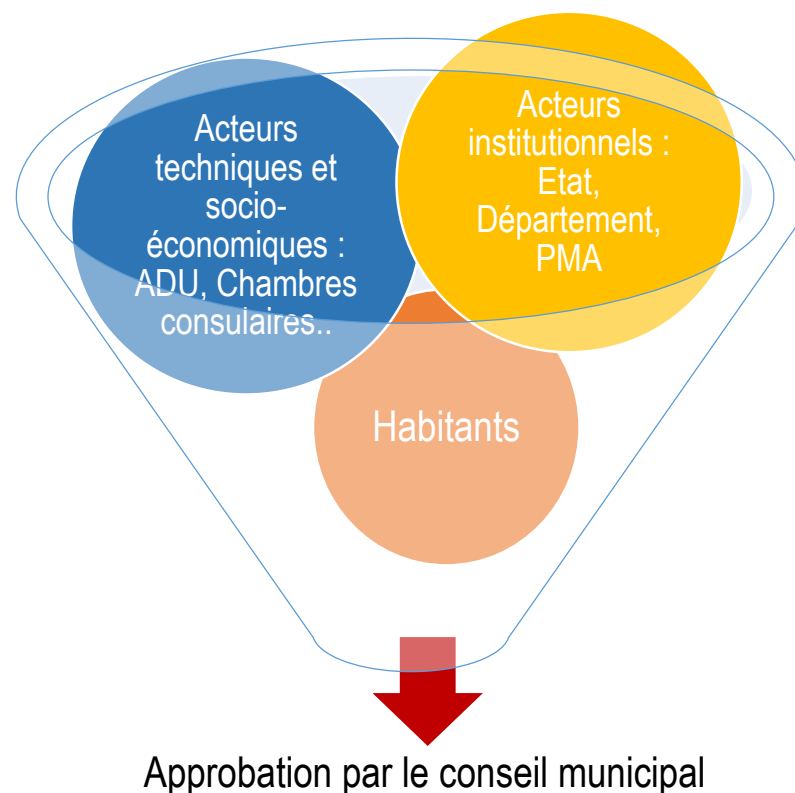 Acteurs
techniques et
socio-
économiques :
ADU, Chambres
consulaires..
Acteurs
institutionnels :
Etat,
Département,
PMA
Habitants
Approbation par le conseil municipal